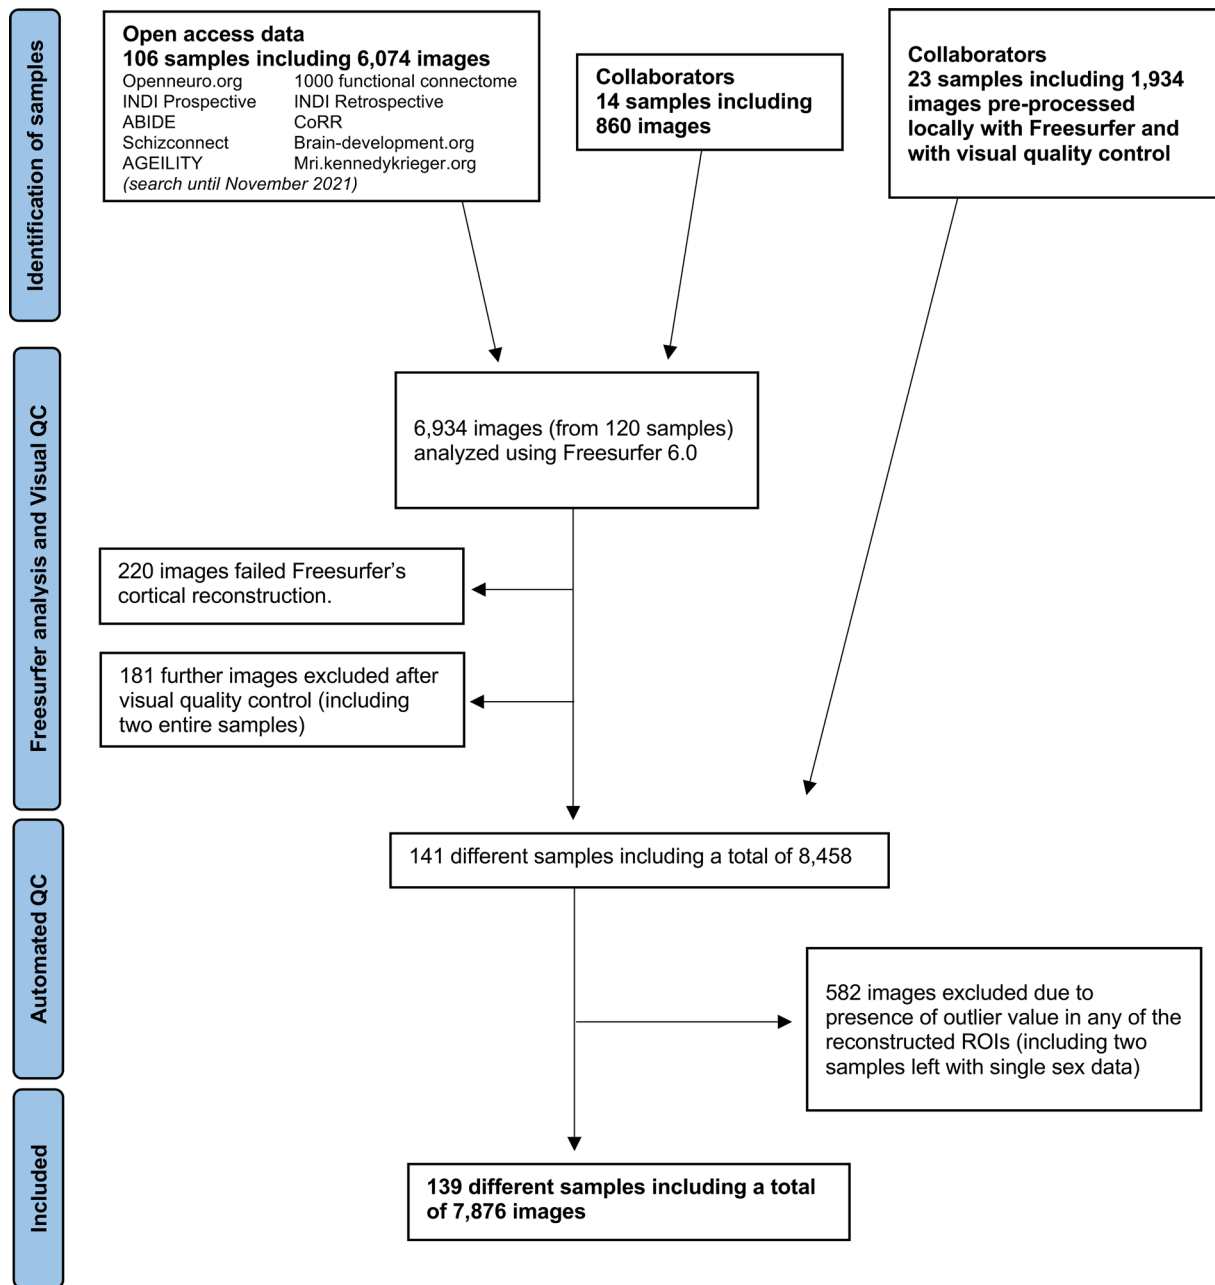 Identification of samples
Open access data
106 samples including 6,074 images
Openneuro.org 1000 functional connectome
INDI Prospective INDI Retrospective
ABIDE CoRR
Schizconnect Brain-development.org
AGEILITY Mri.kennedykrieger.org
(search until November 2021)
Collaborators
14 samples including
860 images
Collaborators
23 samples including 1,934
images pre-processed
locally with Freesurfer and
with visual quality control
Freesurfer analysis and Visual QC
6,934 images (from 120 samples)
analyzed using Freesurfer 6.0
220 images failed Freesurfer’s
cortical reconstruction.
181 further images excluded after
visual quality control (including
two entire samples)
Automated QC
141 different samples including a total of 8,458
582 images excluded due to
presence of outlier value in any of the
reconstructed ROIs (including two
samples left with single sex data)
Included
139 different samples including a total
of 7,876 images